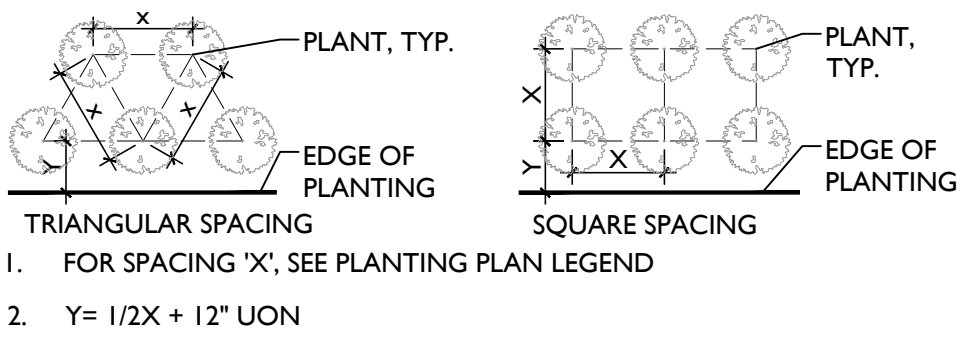 X
PLANT, TYP.
X
X
Y
EDGE OF
PLANTING
TRIANGULAR SPACING
PLANT,
TYP.
X
X
Y
EDGE OF
PLANTING
SQUARE SPACING
1. FOR SPACING 'X', SEE PLANTING PLAN LEGEND
2. Y= 1/2X + 12" UON